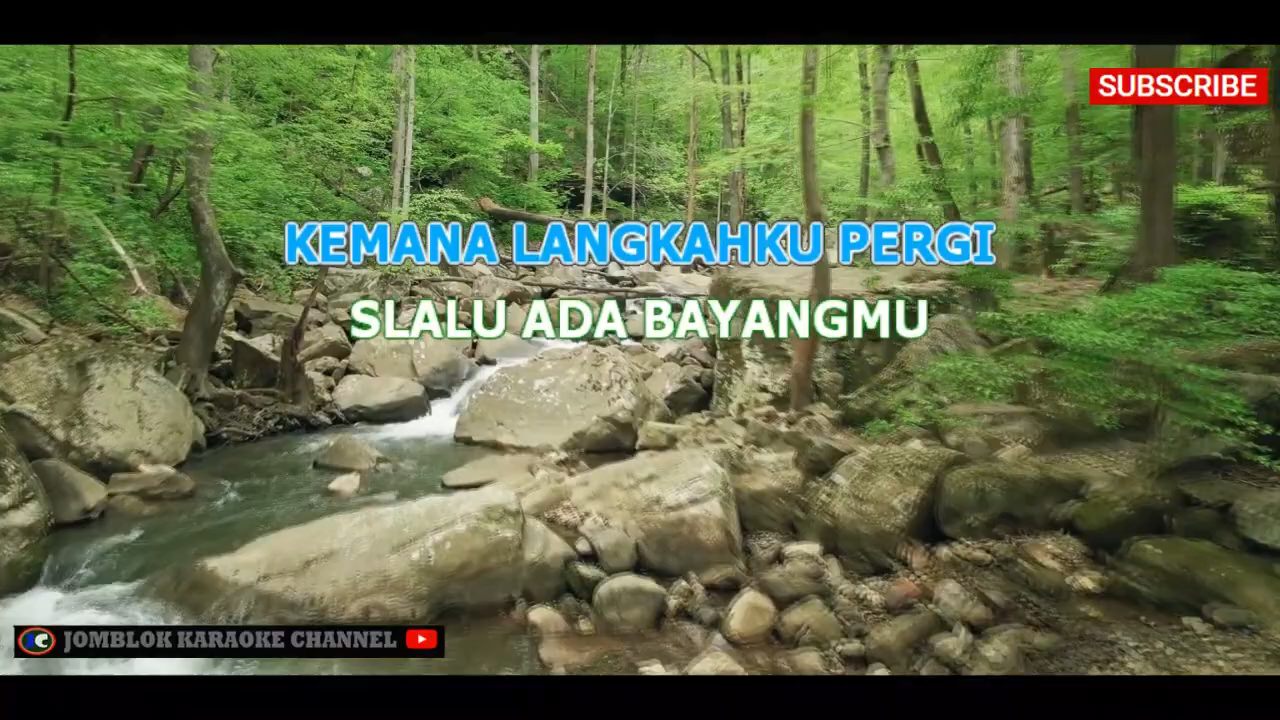 SUBSCRIBE
KEMANA LANGKAHKU PERGI
SLALU ADA BAYANGMU
JOMBLOK KARAOKE CHANNEL